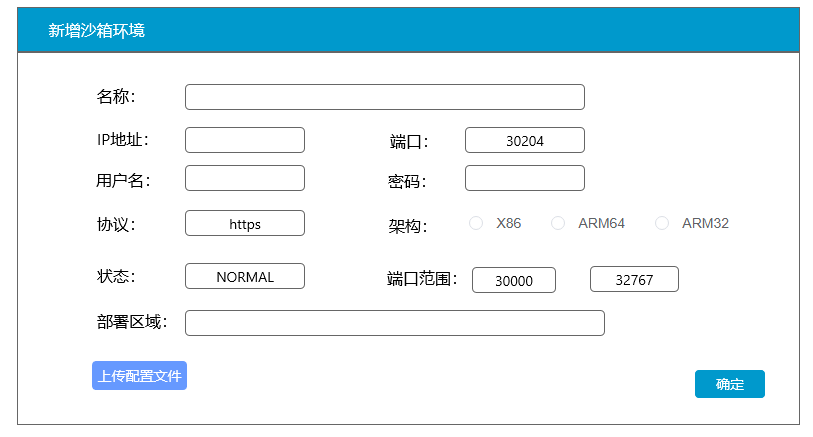 新增沙箱环境
名称：
IP地址： 端口： 30204
用户名： 密码：
协议： https 架构： X86 ARM64 ARM32
状态： NORMAL 端口范围： 30000 32767
部署区域：
上传配置文件 确定